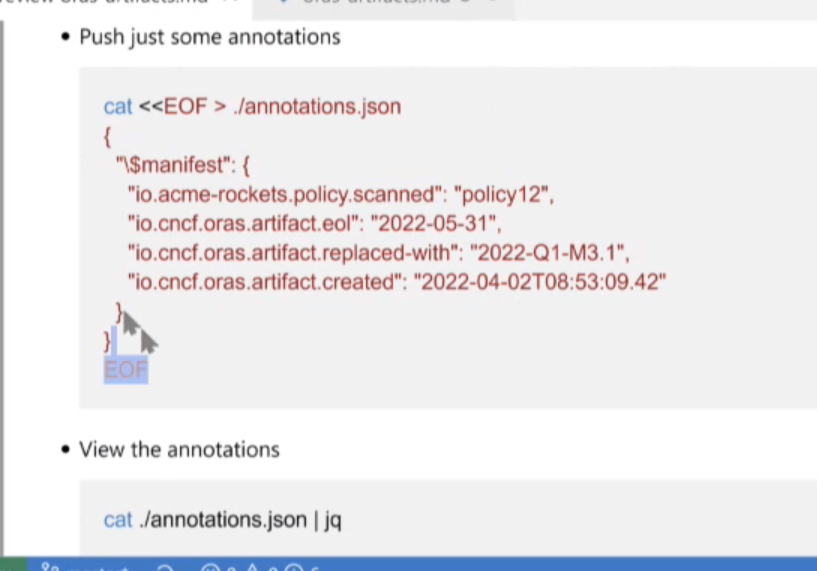 • Push just some annotations
cat <<EOF > ./annotations.json
{
"\$manifest": {
"io.acme-rockets.policy.scanned": "policy12",
"io.cncf.oras.artifact.eol": "2022-05-31",
"io.cncf.oras.artifact.replaced-with": "2022-Q1-M3.1",
"io.cncf.oras.artifact.created": "2022-04-02T08:53:09.42"
}
}
EOF
• View the annotations
cat ./annotations.json | jq